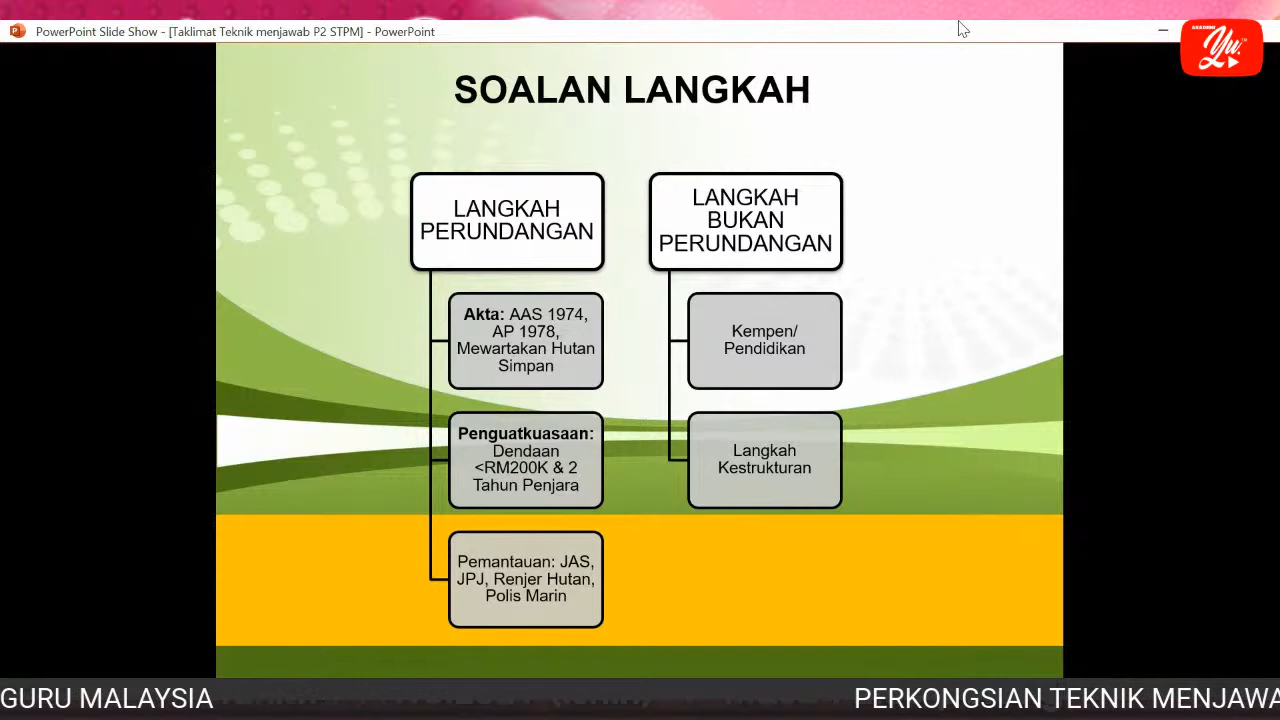 PowerPoint Slide Show - [Taklimat Teknik menjawab P2 STPM] - PowerPoint
AKADEMI
Yu
SOALAN LANGKAH
LANGKAH
PERUNDANGAN
Akta: AAS 1974,
AP 1978,
Mewartakan Hutan
Simpan
Penguatkuasaan:
Dendaan
<RM200K & 2
Tahun Penjara
Pemantauan: JAS,
JPJ, Renjer Hutan,
Polis Marin
LANGKAH
BUKAN
PERUNDANGAN
Kempen/
Pendidikan
Langkah
Kestrukturan
GURU MALAYSIA
PERKONGSIAN TEKNIK MENJAWA